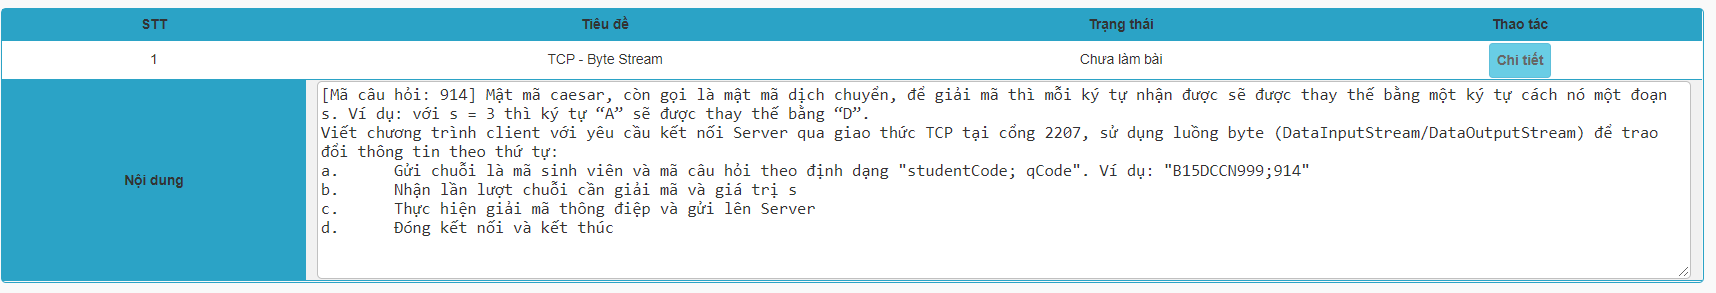 STT Tiêu đề Trạng thái Thao tác
1 TCP - Byte Stream Chưa làm bài Chi tiết
Nội dung
[Mã câu hỏi: 914] Mật mã caesar, còn gọi là mật mã dịch chuyển, để giải mã thì mỗi ký tự nhận được sẽ được thay thế bằng một ký tự cách nó một đoạn
s. Ví dụ: với s = 3 thì ký tự “A” sẽ được thay thế bằng “D”.
Viết chương trình client với yêu cầu kết nối Server qua giao thức TCP tại cổng 2207, sử dụng luồng byte (DataInputStream/DataOutputStream) để trao
đổi thông tin theo thứ tự:
a. Gửi chuỗi là mã sinh viên và mã câu hỏi theo định dạng "studentCode; qCode". Ví dụ: "B15DCCN999;914"
b. Nhận lần lượt chuỗi cần giải mã và giá trị s
c. Thực hiện giải mã thông điệp và gửi lên Server
d. Đóng kết nối và kết thúc